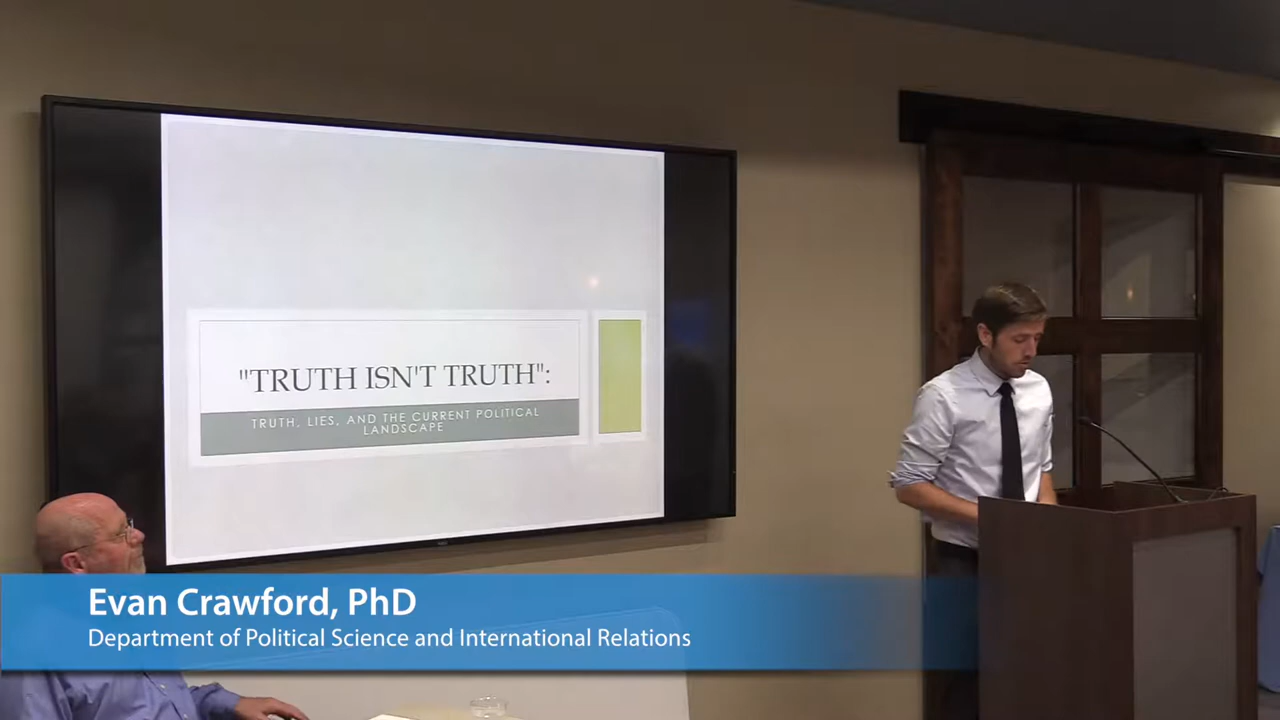 "TRUTH ISN'T TRUTH":
TRUTH, LIES, AND THE CURRENT POLITICAL
LANDSCAPE
Evan Crawford, PhD
Department of Political Science and International Relations